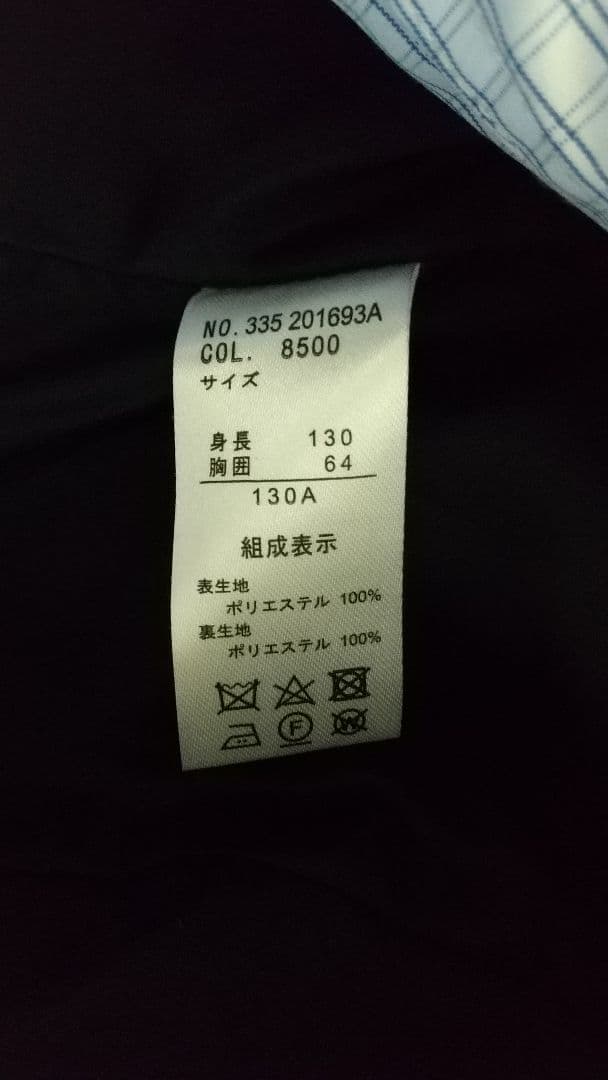 NO. 335 201693A
COL. 8500
サイズ
身長 130
胸囲 64
130A
組成表示
表生地
ポリエステル 100%
裏生地
ポリエステル 100%
F W